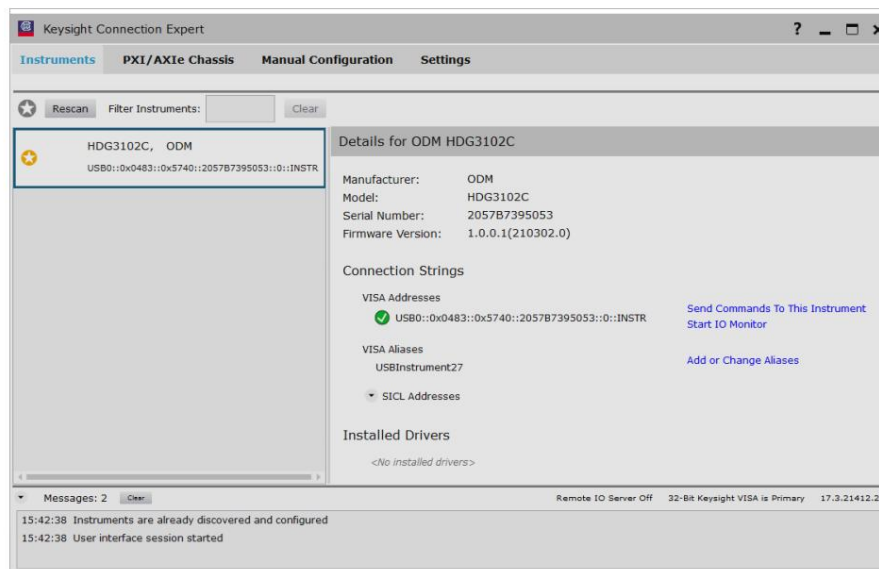 Keysight Connection Expert
?
Instruments PXI/AXIe Chassis Manual Configuration Settings
Rescan Filter Instruments: Clear
HDG3102C, ODM
USB0::0x0483::0x5740::2057B7395053::0::INSTR
Details for ODM HDG3102C
Manufacturer: ODM
Model: HDG3102C
Serial Number: 2057B7395053
Firmware Version: 1.0.0.1(210302.0)
Connection Strings
VISA Addresses
USB0::0x0483::0x5740::2057B7395053::0::INSTR
Send Commands To This Instrument
Start IO Monitor
VISA Aliases
USBInstrument27
Add or Change Aliases
SICL Addresses
Installed Drivers
<No installed drivers>
Messages: 2 Clear Remote IO Server Off 32-Bit Keysight VISA is Primary 17.3.21412.2
15:42:38 Instruments are already discovered and configured
15:42:38 User interface session started